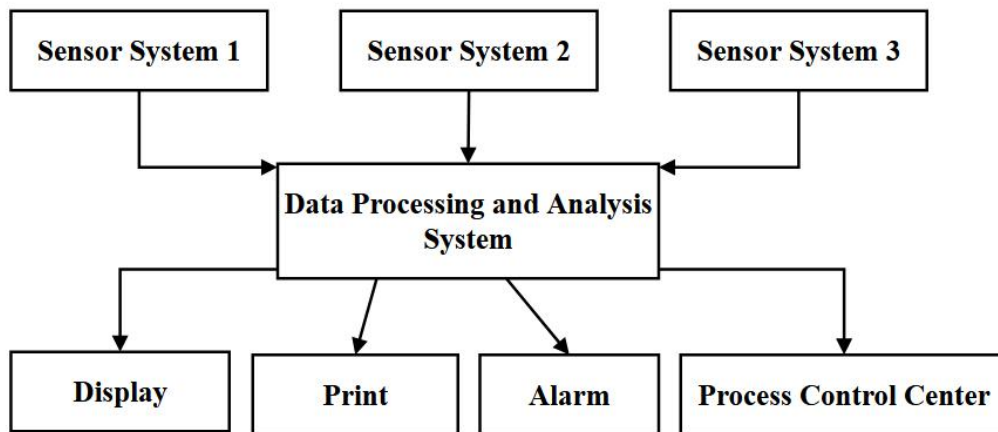 Sensor System 1
Sensor System 2
Sensor System 3
Data Processing and Analysis
System
Display
Print
Alarm
Process Control Center